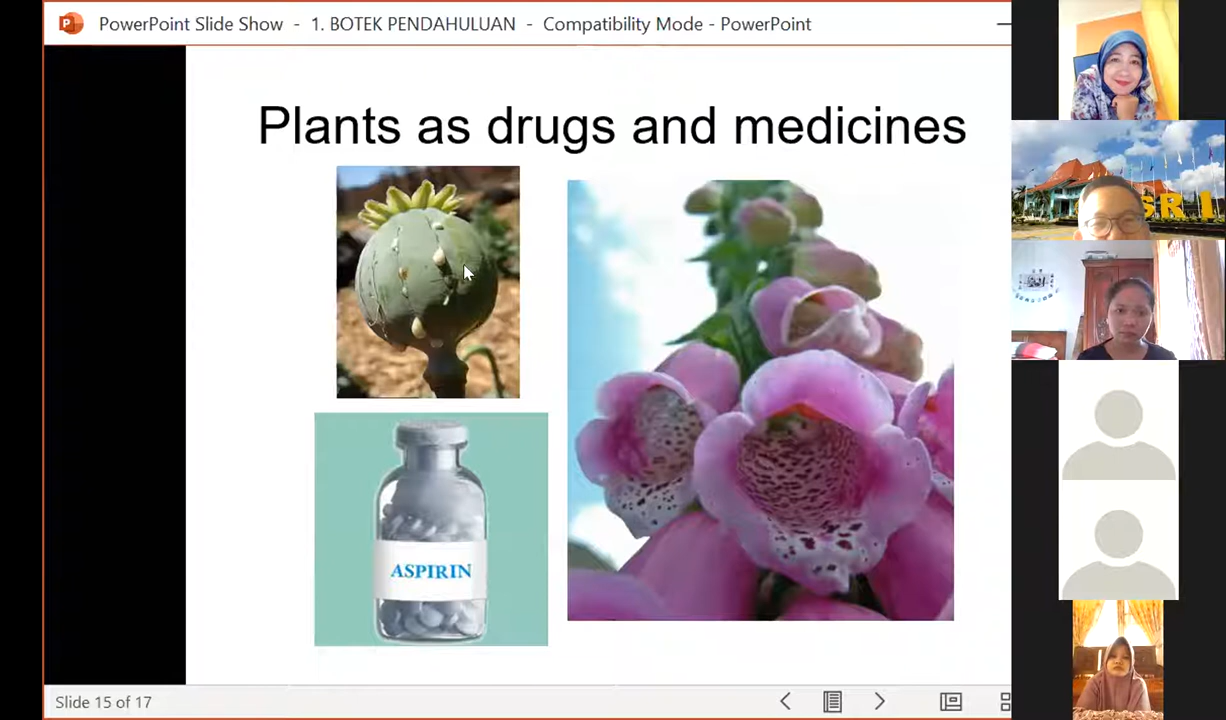 P
PowerPoint Slide Show - 1. BOTEK PENDAHULUAN - Compatibility Mode - PowerPoint
Plants as drugs and medicines
ASPIRIN
SRI
Slide 15 of 17